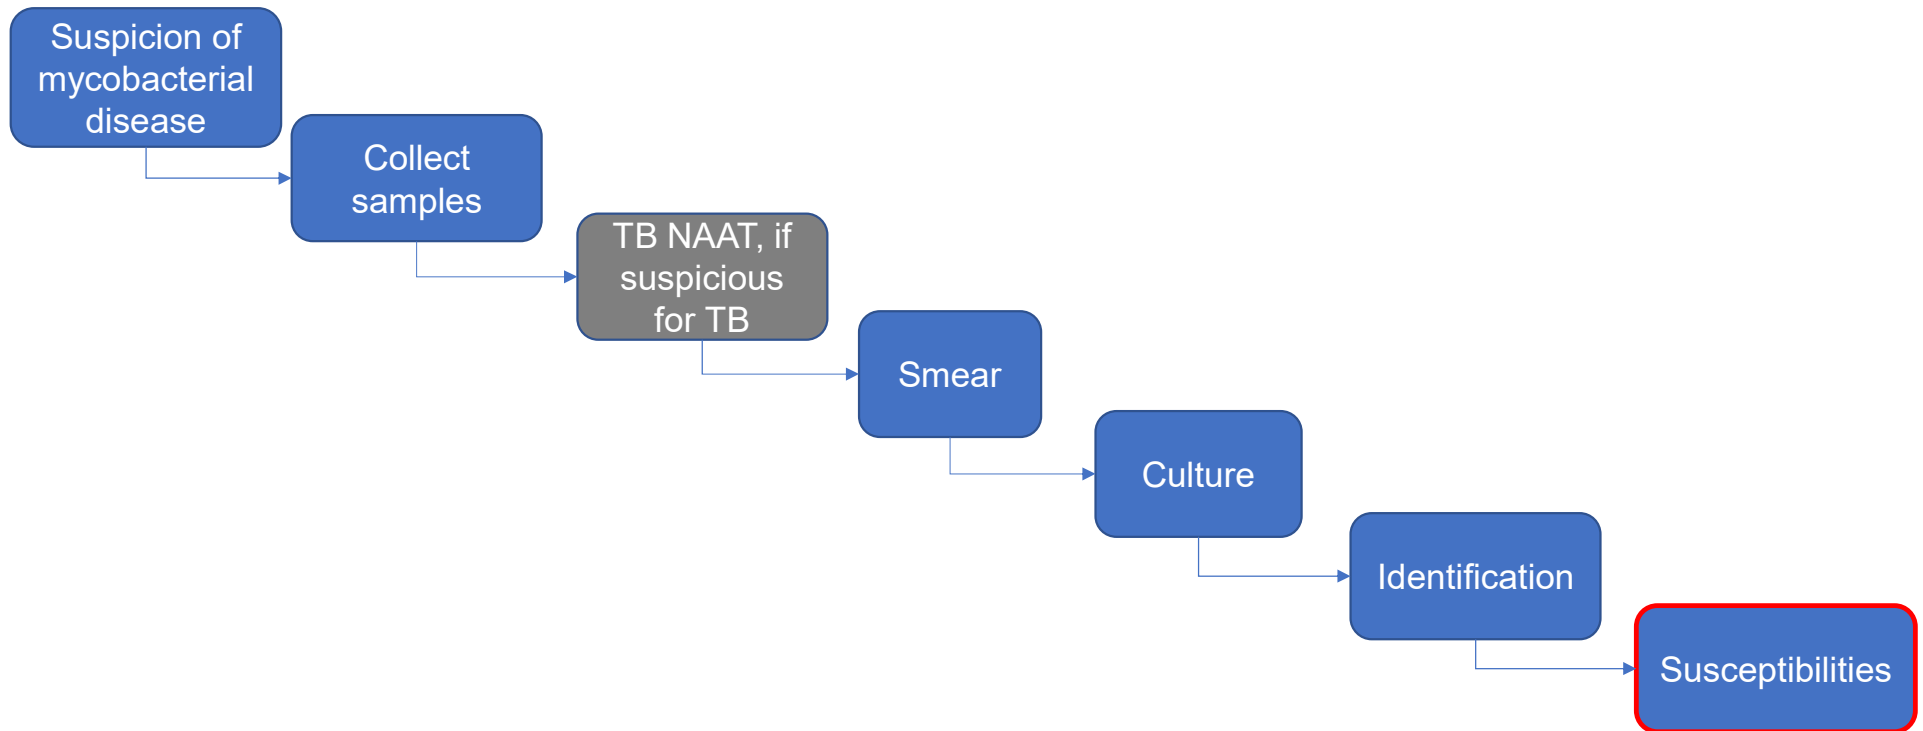 Suspicion of
mycobacterial
disease
Collect
samples
TB NAAT, if
suspicious
for TB
Smear
Culture
Identification
Susceptibilities